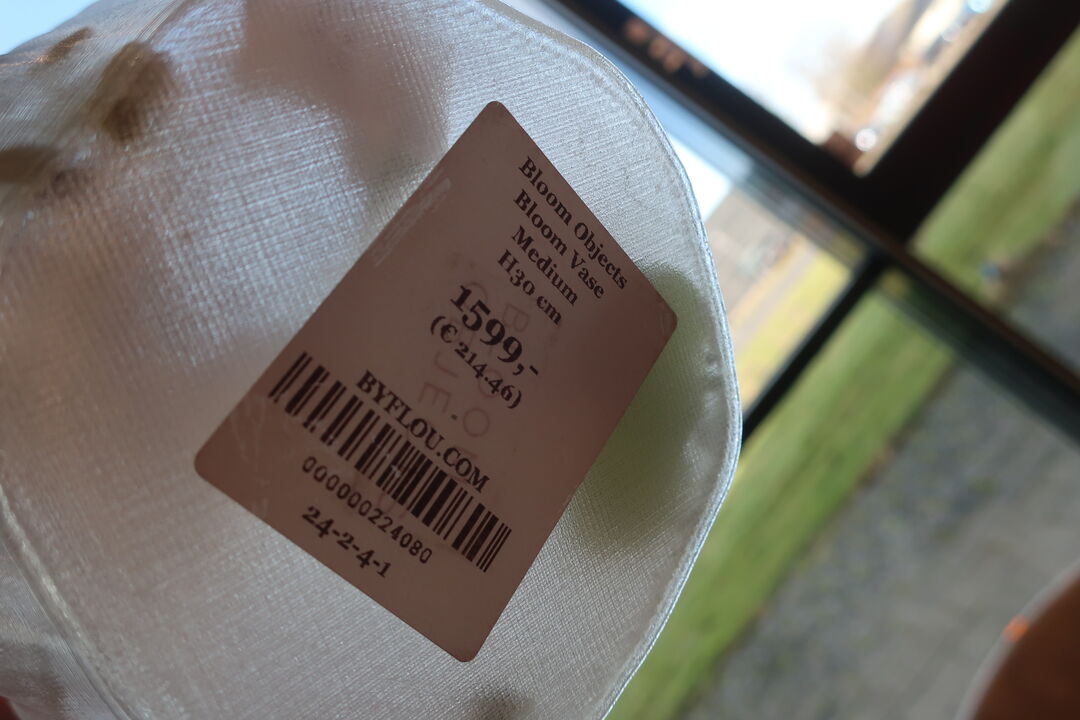 Bloom Objects
Bloom Vase
Medium
H30 cm
1599,-
(€ 214.46)
BYFLOU.COM
000000224080
24-2-4-1